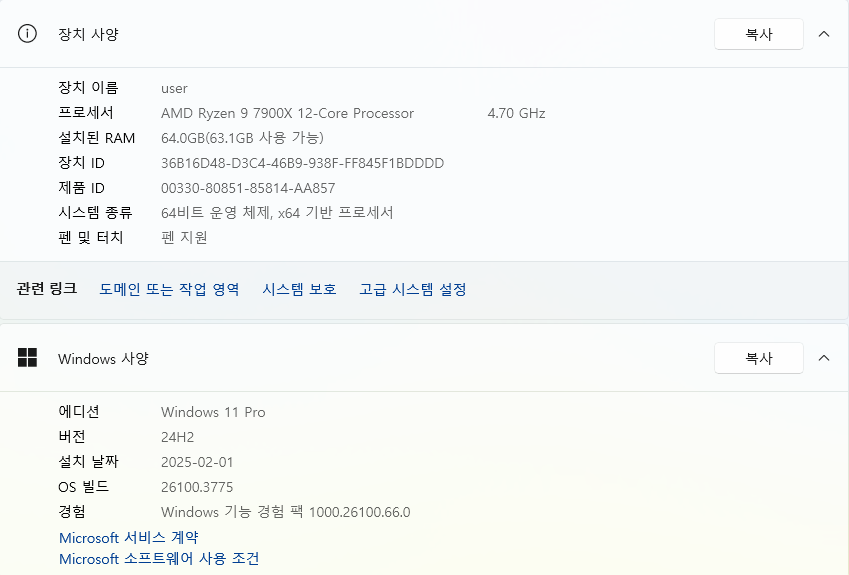 장치 사양 복사
장치 이름 user
프로세서 AMD Ryzen 9 7900X 12-Core Processor 4.70 GHz
설치된 RAM 64.0GB(63.1GB 사용 가능)
장치 ID 36B16D48-D3C4-46B9-938F-FF845F1BDDDD
제품 ID 00330-80851-85814-AA857
시스템 종류 64비트 운영 체제, x64 기반 프로세서
펜 및 터치 펜 지원
관련 링크 도메인 또는 작업 영역 시스템 보호 고급 시스템 설정
Windows 사양 복사
에디션 Windows 11 Pro
버전 24H2
설치 날짜 2025-02-01
OS 빌드 26100.3775
경험 Windows 기능 경험 팩 1000.26100.66.0
Microsoft 서비스 계약
Microsoft 소프트웨어 사용 조건